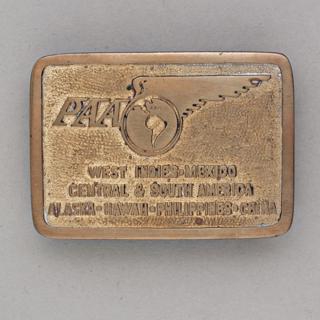 PAA
WEST INDIES • MEXICO
CENTRAL & SOUTH AMERICA
ALASKA • HAWAII • PHILIPPINES • CHINA